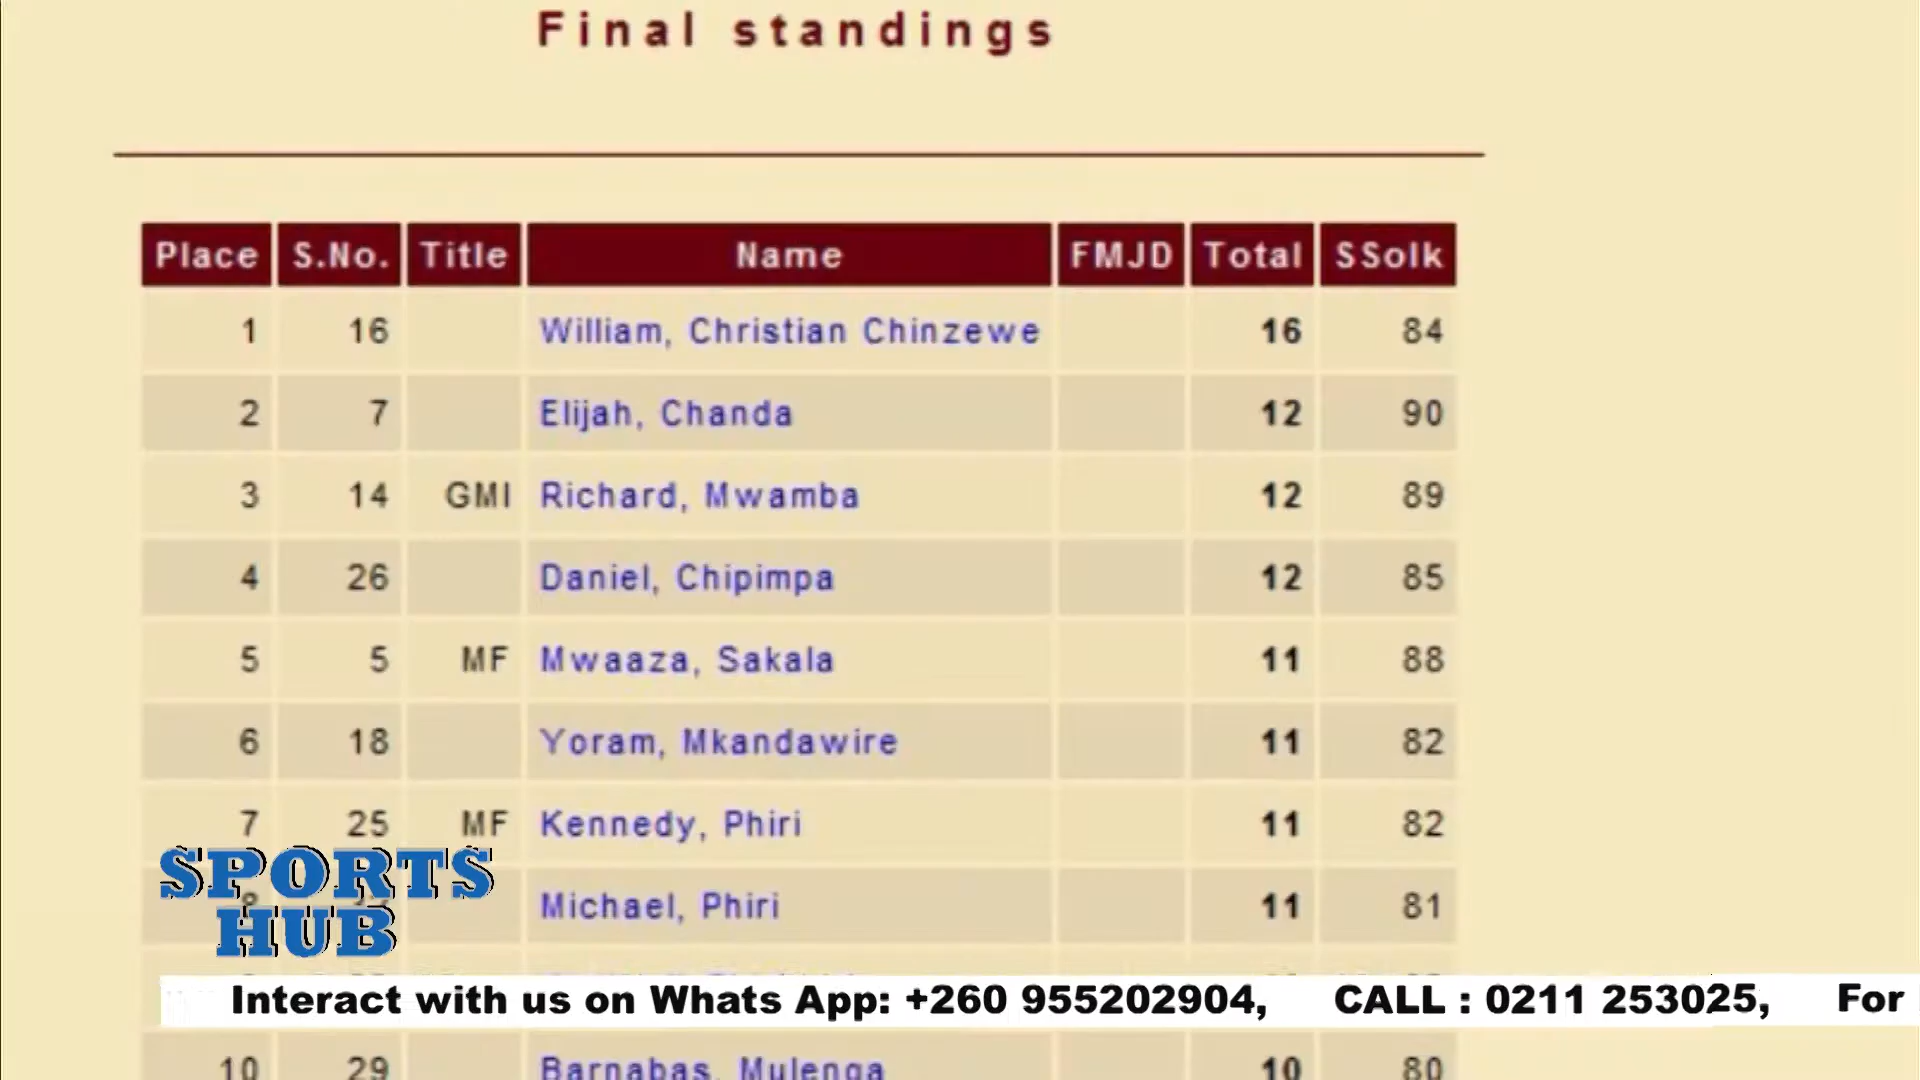 Final standings
Place S.No. Title Name FMJD Total SSolk
1 16 William, Christian Chinzewe 16 84
2 7 Elijah, Chanda 12 90
3 14 GMI Richard, Mwamba 12 89
4 26 Daniel, Chipimpa 12 85
5 5 MF Mwaaza, Sakala 11 88
6 18 Yoram, Mkandawire 11 82
7 25 MF Kennedy, Phiri 11 82
Michael, Phiri 11 81
SPORTS
HUB
Interact with us on Whats App: +260 955202904, CALL : 0211 253025, For
10 29 Barnabas, Mulenga 10 80